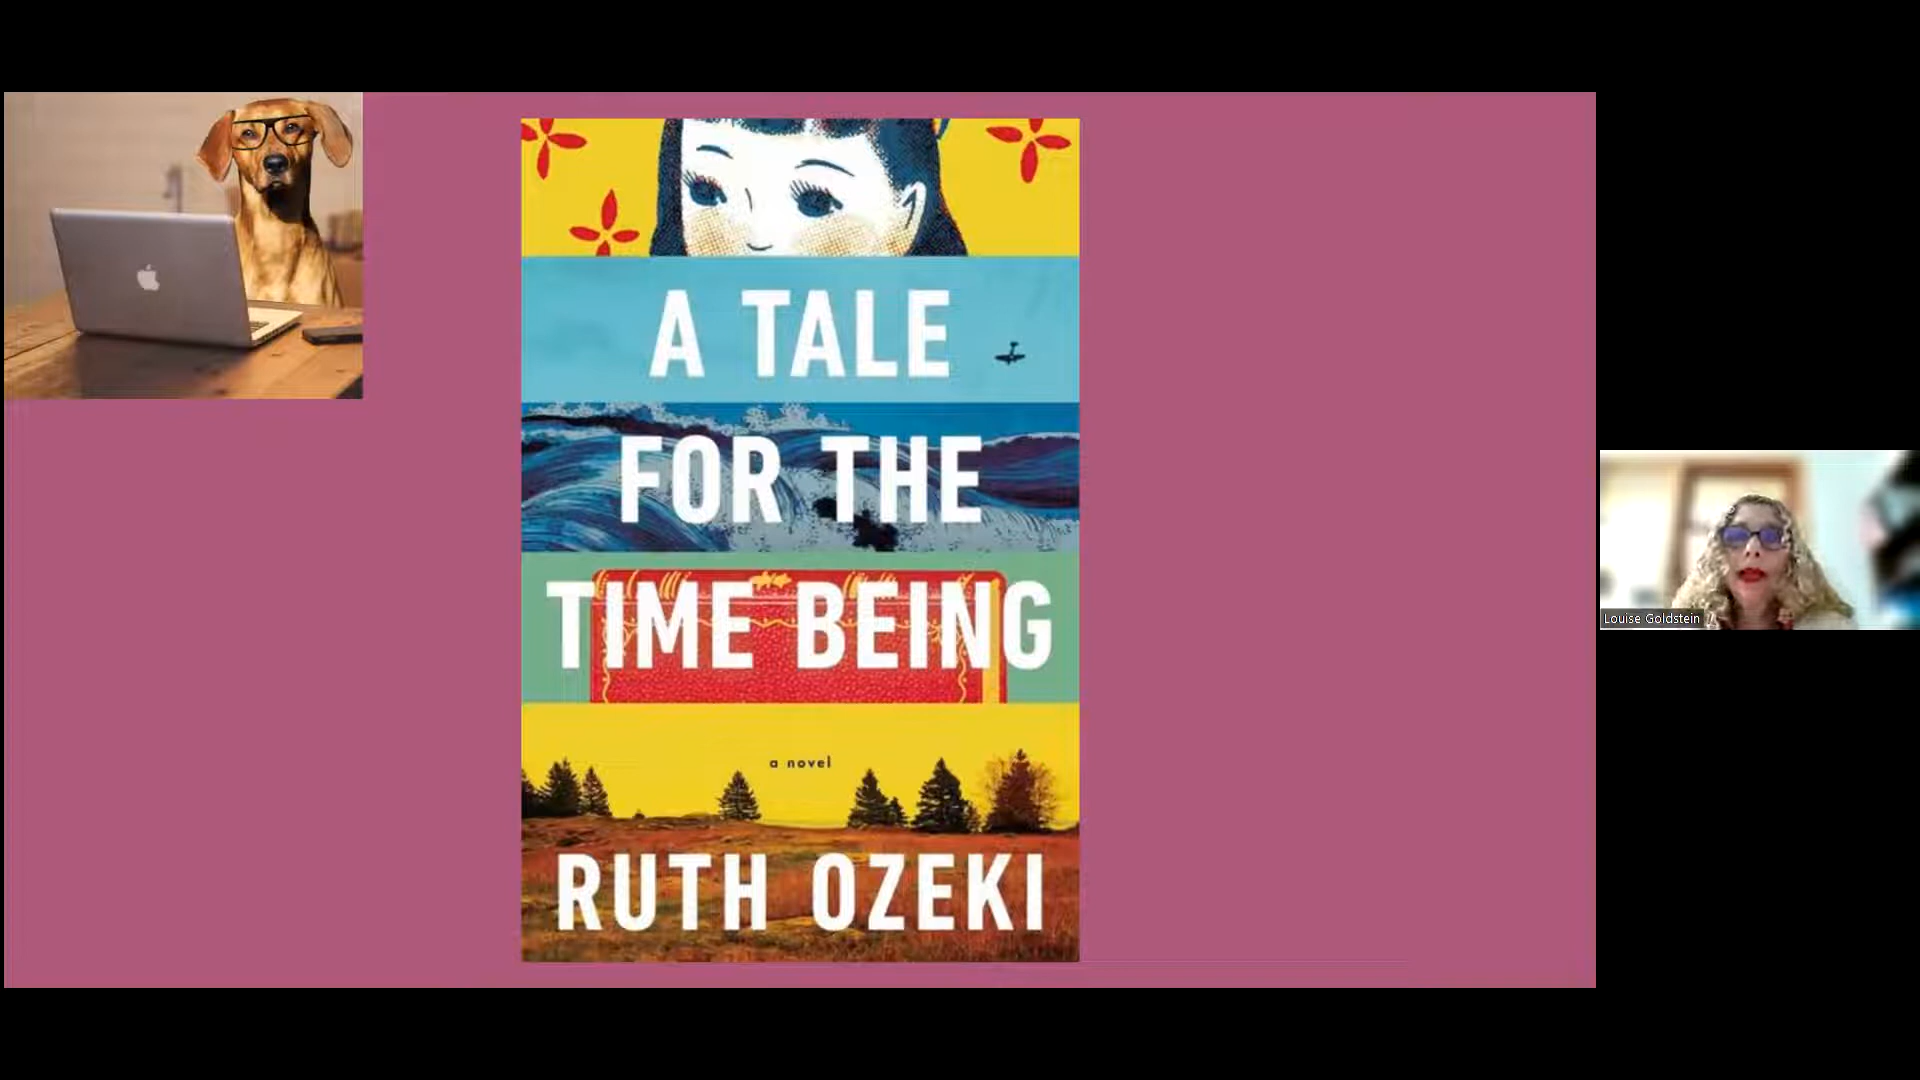 A TALE
FOR THE
TIME BEING
a novel
RUTH OZEKI
Louise Goldstein